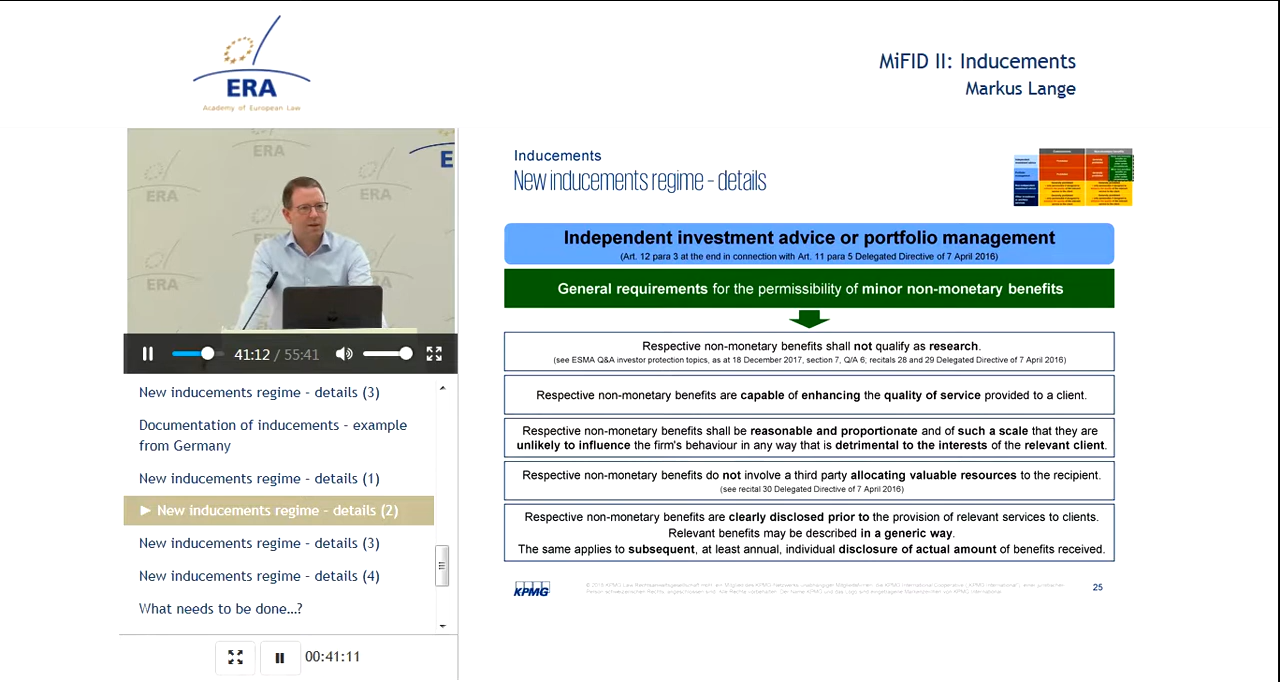 ERA
Academy of European Law
MiFID II: Inducements
Markus Lange
ERA
ERA
ERA
ERA
E
41:12 / 55:41
New inducements regime - details (3)
Documentation of inducements - example
from Germany
New inducements regime - details (1)
► New inducements regime - details (2)
New inducements regime - details (3)
New inducements regime - details (4)
What needs to be done...?
00:41:11
Inducements
New inducements regime – details
Independent investment advice or portfolio management
(Art. 12 para 3 at the end in connection with Art. 11 para 5 Delegated Directive of 7 April 2016)
General requirements for the permissibility of minor non-monetary benefits
Respective non-monetary benefits shall not qualify as research.
(see ESMA Q&A investor protection topics, as at 18 December 2017, section 7, Q/A 6; recitals 28 and 29 Delegated Directive of 7 April 2016)
Respective non-monetary benefits are capable of enhancing the quality of service provided to a client.
Respective non-monetary benefits shall be reasonable and proportionate and of such a scale that they are
unlikely to influence the firm's behaviour in any way that is detrimental to the interests of the relevant client.
Respective non-monetary benefits do not involve a third party allocating valuable resources to the recipient.
(see recital 30 Delegated Directive of 7 April 2016)
Respective non-monetary benefits are clearly disclosed prior to the provision of relevant services to clients.
Relevant benefits may be described in a generic way.
The same applies to subsequent, at least annual, individual disclosure of actual amount of benefits received.
KPMG
25